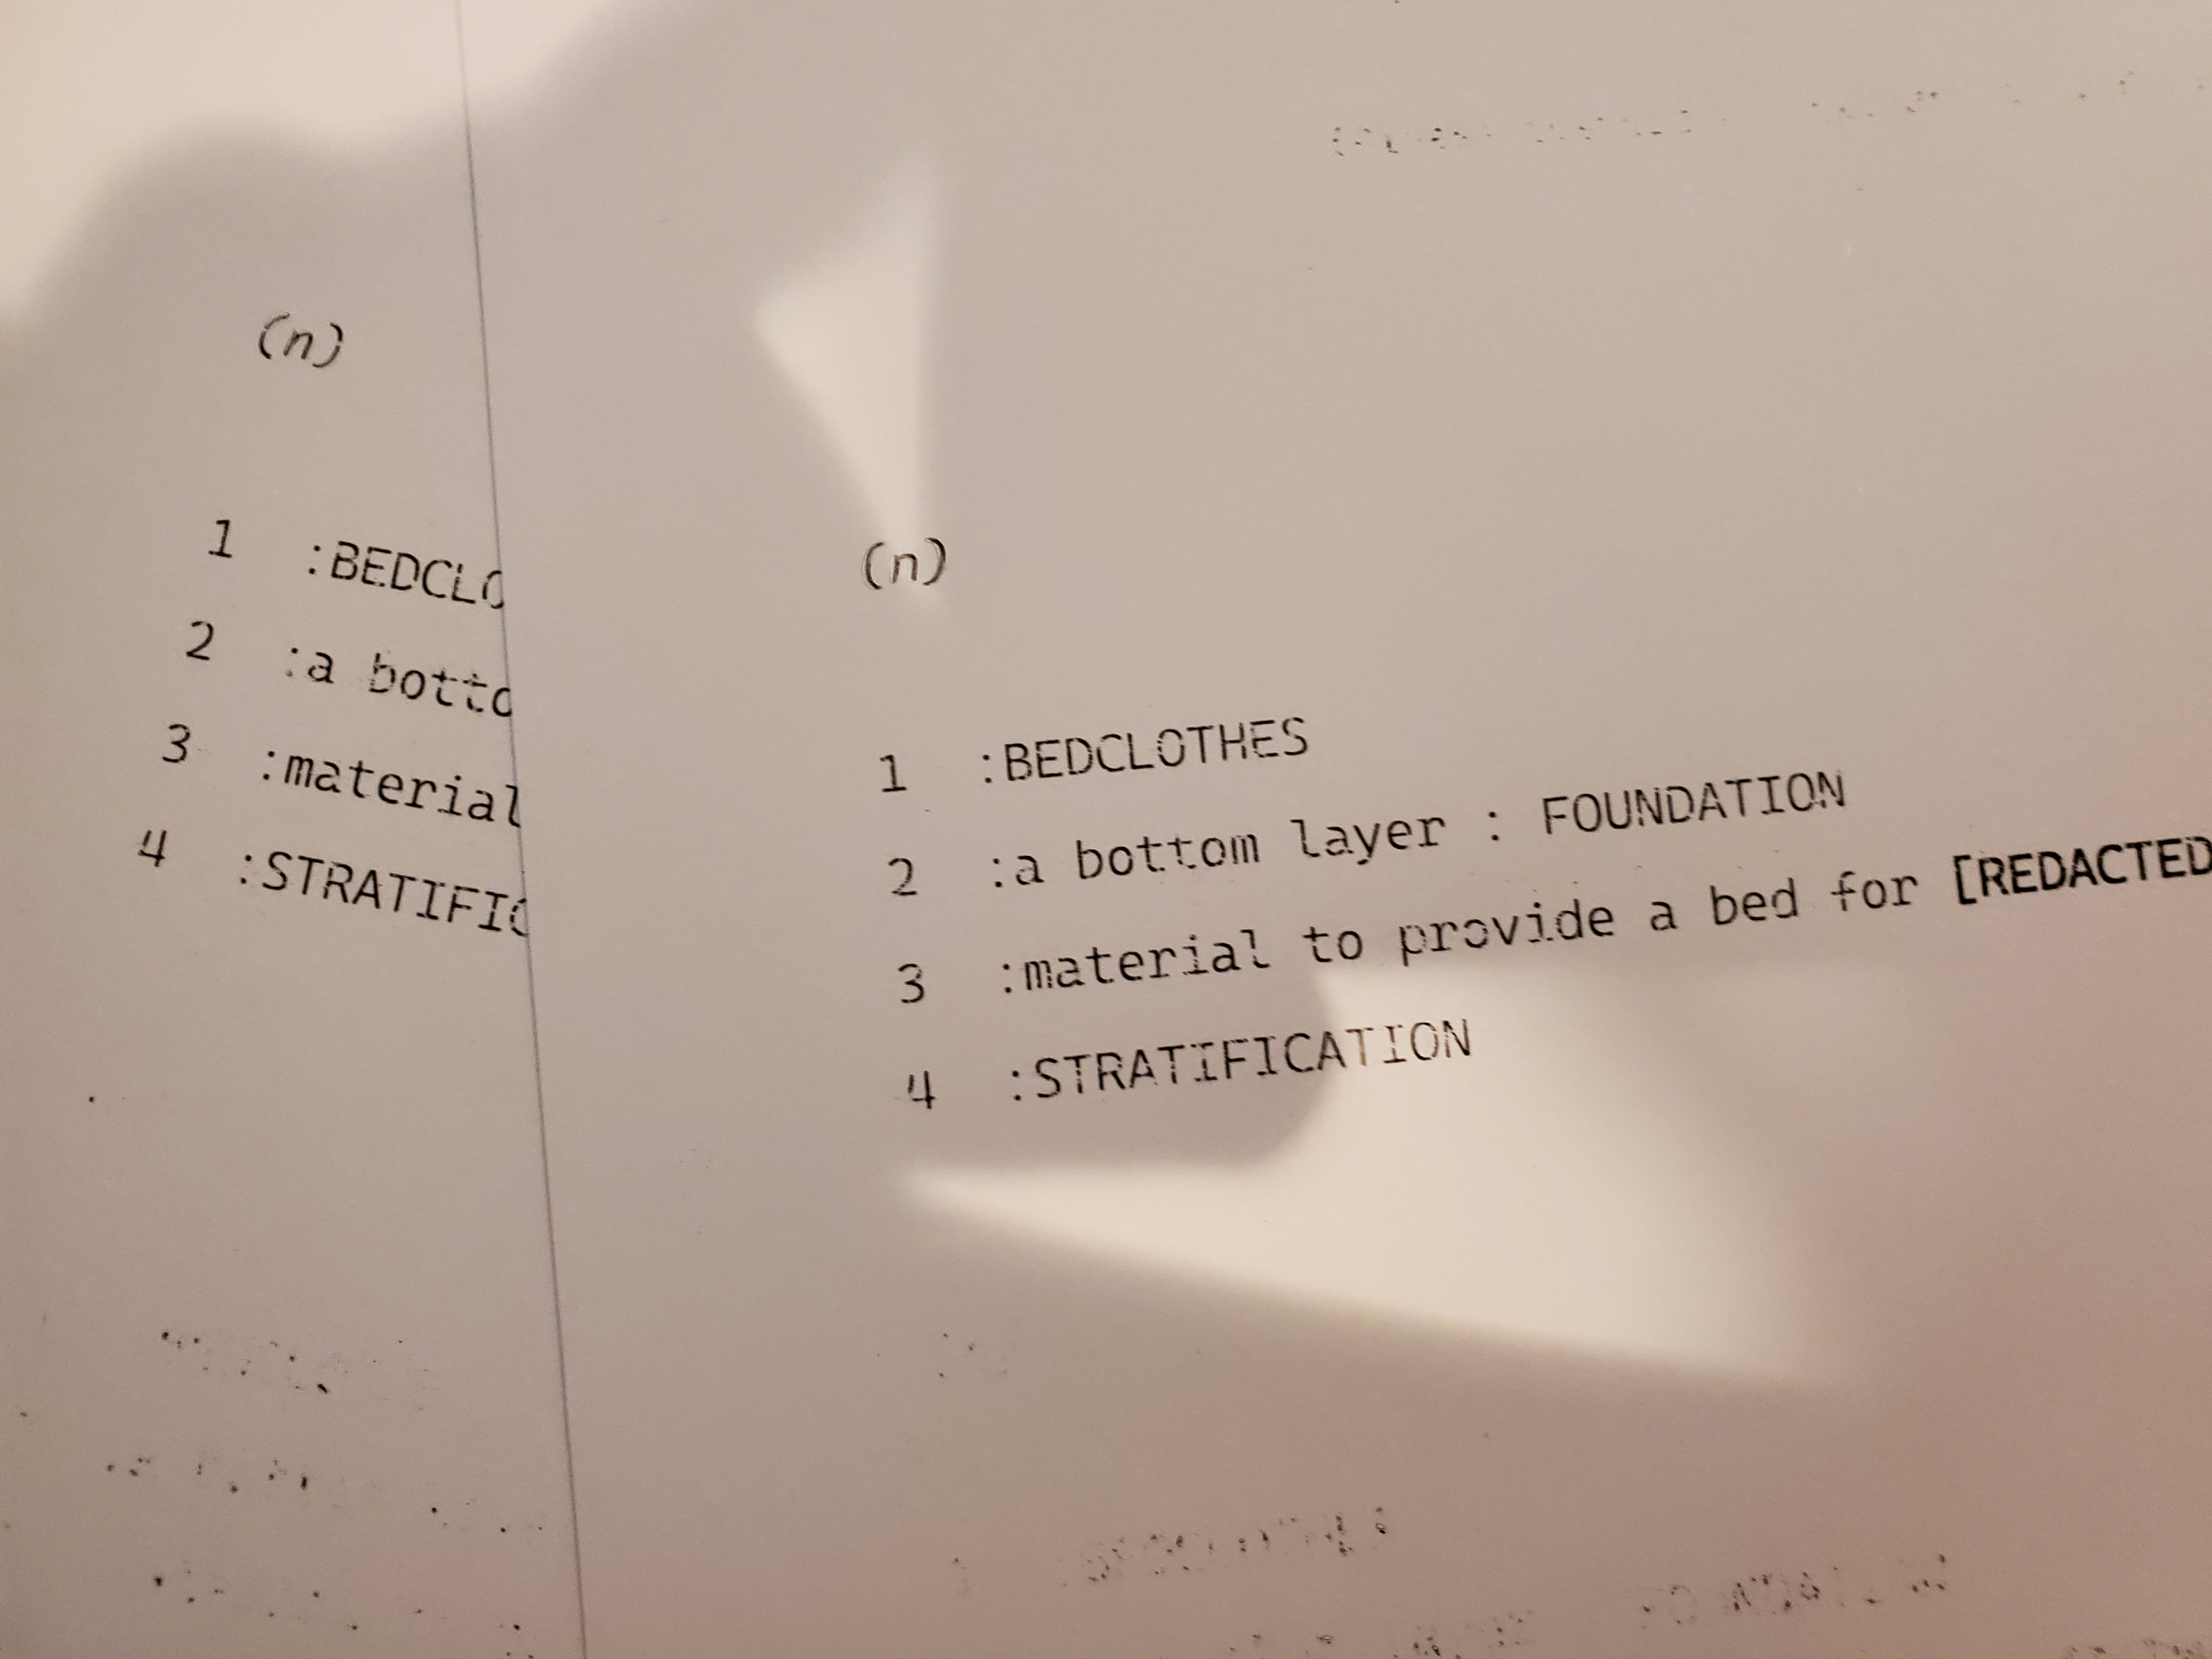 (n)
1 :BEDCLO
2 :a botto
3 :material
4 :STRATIFIC
(n)
1 :BEDCLOTHES
2 :a bottom layer : FOUNDATION
3 :material to provide a bed for [REDACTED
4 :STRATIFICATION